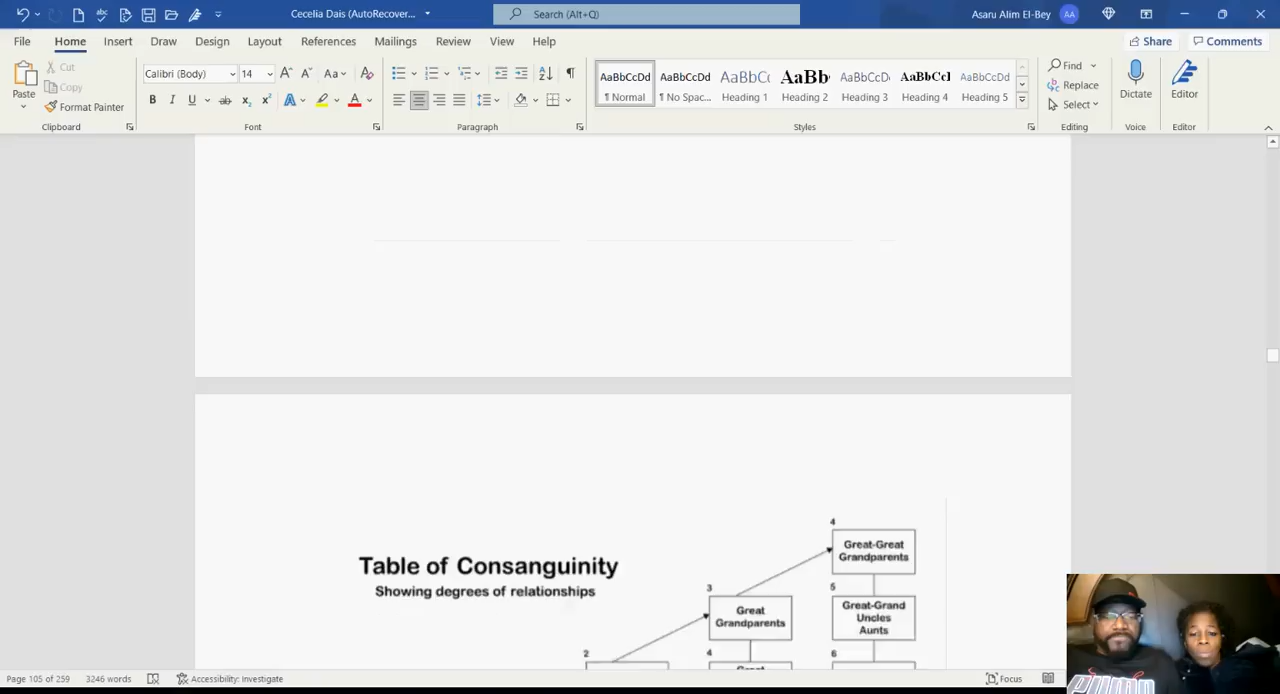 Cecelia Dais (AutoRecover...
Search (Alt+Q)
Asaru Alim El-Bey
AA
File
Home
Insert
Draw
Design
Layout
References
Mailings
Review
View
Help
Share
Comments
Paste
Cut
Copy
Format Painter
Clipboard
Calibri (Body)
14
Font
Paragraph
AaBbCcDd
¶ Normal
AaBbCcDd
¶ No Spac...
AaBbCc
Heading 1
AaBb
Heading 2
AaBbCcD
Heading 3
AaBbCcI
Heading 4
AaBbCcDd
Heading 5
Styles
Find
Replace
Select
Editing
Dictate
Voice
Editor
Editor
Table of Consanguinity
Showing degrees of relationships
4
Great-Great
Grandparents
3
Great
Grandparents
5
Great-Grand
Uncles
Aunts
2
4
6
Page 105 of 259
3246 words
Accessibility: Investigate
Focus